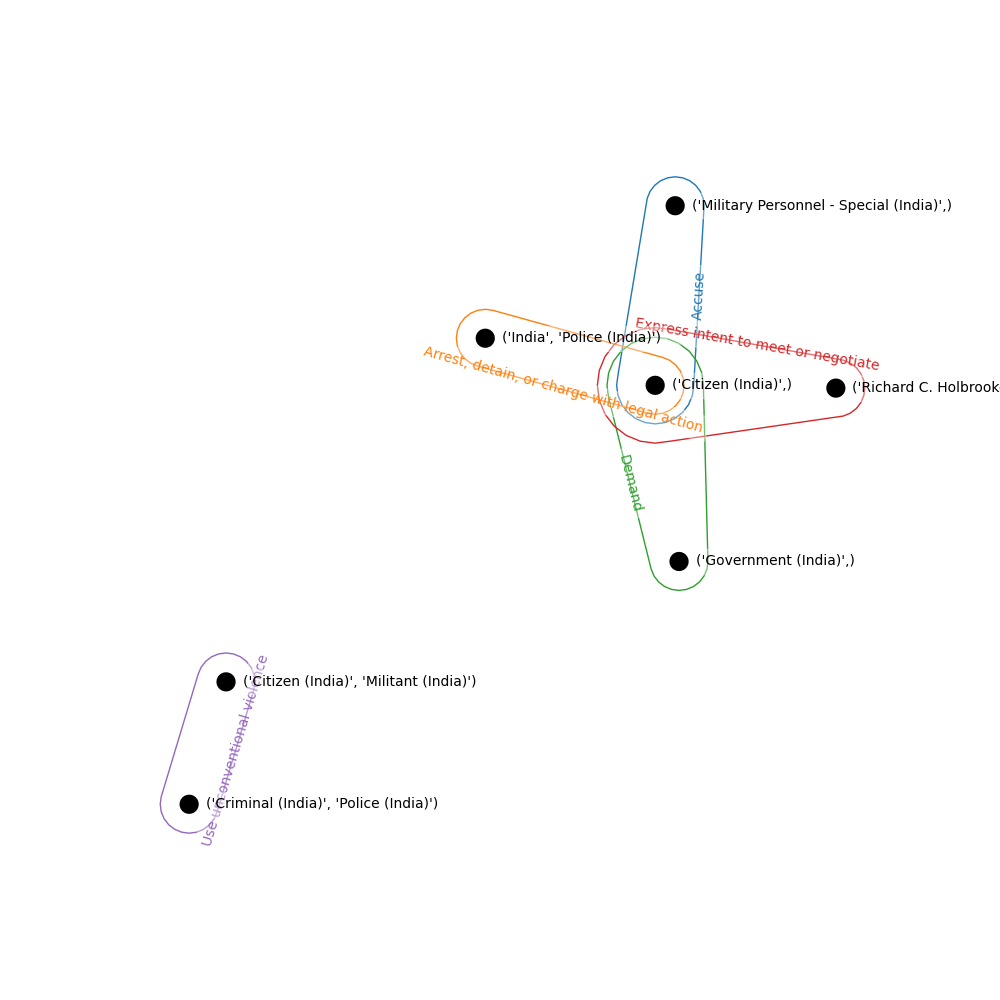 ('Military Personnel - Special (India)',)
Accuse
Express intent to meet or negotiate
('India', 'Police (India)')
Arrest, detain, or charge with legal action
('Citizen (India)',)
('Richard C. Holbrooke
Demand
('Government (India)',)
('Citizen (India)', 'Militant (India)')
Use unconventional violence
('Criminal (India)', 'Police (India)')